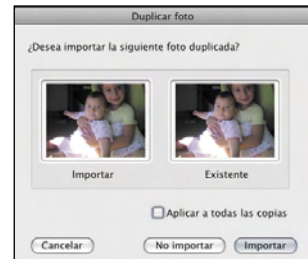 Duplicar foto
¿Desea importar la siguiente foto duplicada?
Importar
Existente
Aplicar a todas las copias
Cancelar
No importar
Importar